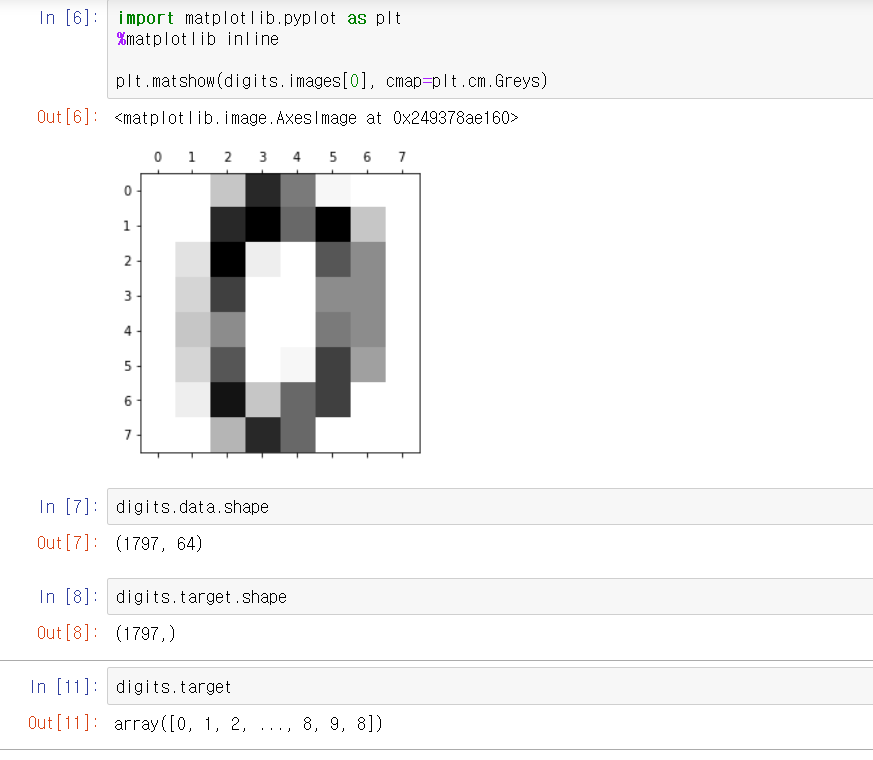 In [6]:
import matplotlib.pyplot as plt
%matplotlib inline
plt.matshow(digits.images[0], cmap=plt.cm.Greys)
Out[6]:
<matplotlib.image.AxesImage at 0x249378ae160>
0 1 2 3 4 5 6 7
0
1
2
3
4
5
6
7
In [7]:
digits.data.shape
Out[7]:
(1797, 64)
In [8]:
digits.target.shape
Out[8]:
(1797,)
In [11]:
digits.target
Out[11]:
array([0, 1, 2, ..., 8, 9, 8])